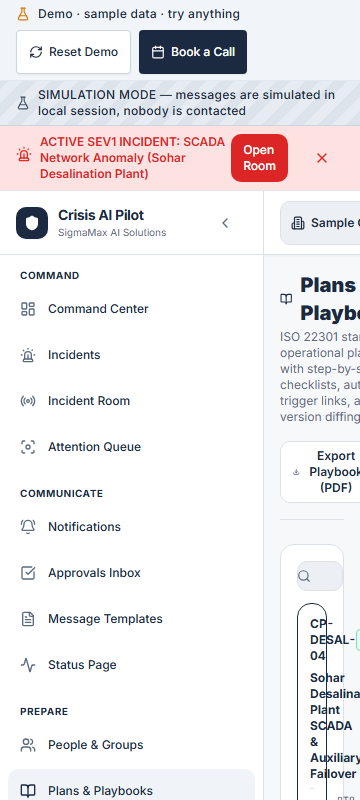 Demo · sample data · try anything
Reset Demo
Book a Call
SIMULATION MODE — messages are simulated in
local session, nobody is contacted
ACTIVE SEV1 INCIDENT: SCADA
Network Anomaly (Sohar
Desalination Plant)
Open
Room
Crisis AI Pilot
SigmaMax AI Solutions
COMMAND
Command Center
Incidents
Incident Room
Attention Queue
COMMUNICATE
Notifications
Approvals Inbox
Message Templates
Status Page
PREPARE
People & Groups
Plans & Playbooks
Sample
Plans
Playbo
ISO 22301 sta
operational pla
with step-by-s
checklists, aut
trigger links, a
version diffing
Export
Playbook
(PDF)
CP-
DESAL-
04
Sohar
Desalina
Plant
SCADA
&
Auxiliary
Failover